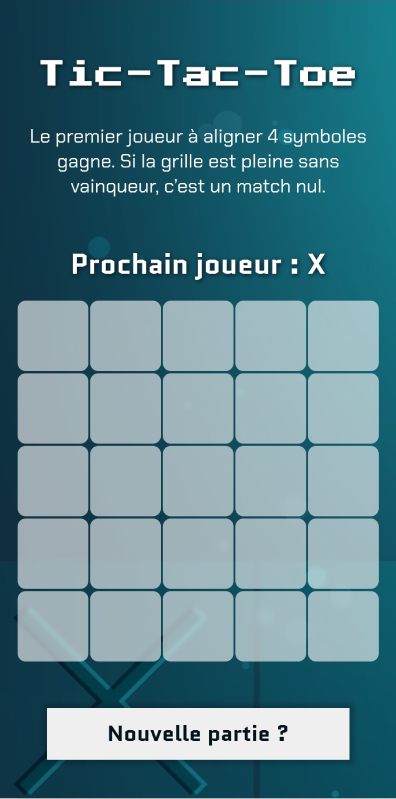 Tic-Tac-Toe
Le premier joueur à aligner 4 symboles
gagne. Si la grille est pleine sans
vainqueur, c'est un match nul.
Prochain joueur : X
Nouvelle partie ?